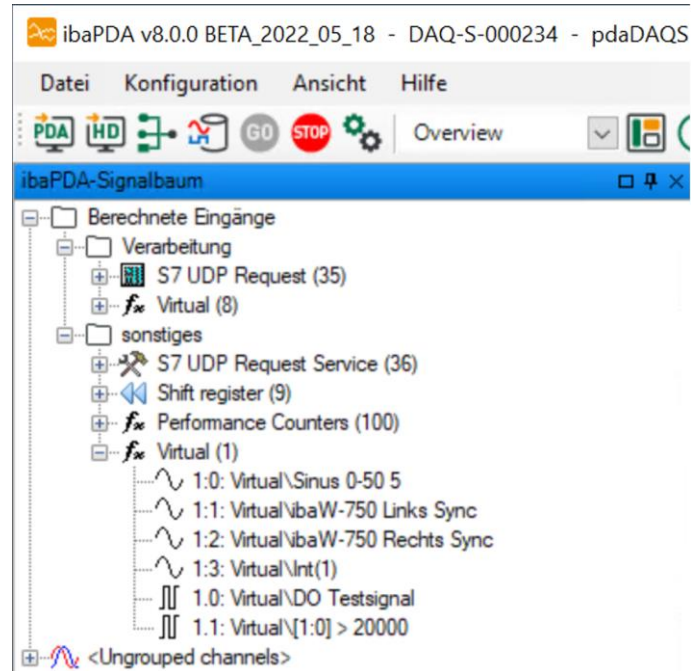 ibaPDA v8.0.0 BETA_2022_05_18 - DAQ-S-000234 - pdaDAQS
Datei Konfiguration Ansicht Hilfe
PDA HD GO STOP Overview
ibaPDA-Signalbaum
Berechnete Eingänge
Verarbeitung
S7 UDP Request (35)
fx Virtual (8)
sonstiges
S7 UDP Request Service (36)
Shift register (9)
fx Performance Counters (100)
fx Virtual (1)
1:0: Virtual\Sinus 0-50 5
1:1: Virtual\ibaW-750 Links Sync
1:2: Virtual\ibaW-750 Rechts Sync
1:3: Virtual\Int(1)
1.0: Virtual\DO Testsignal
1.1: Virtual\[1:0] > 20000
<Ungrouped channels>